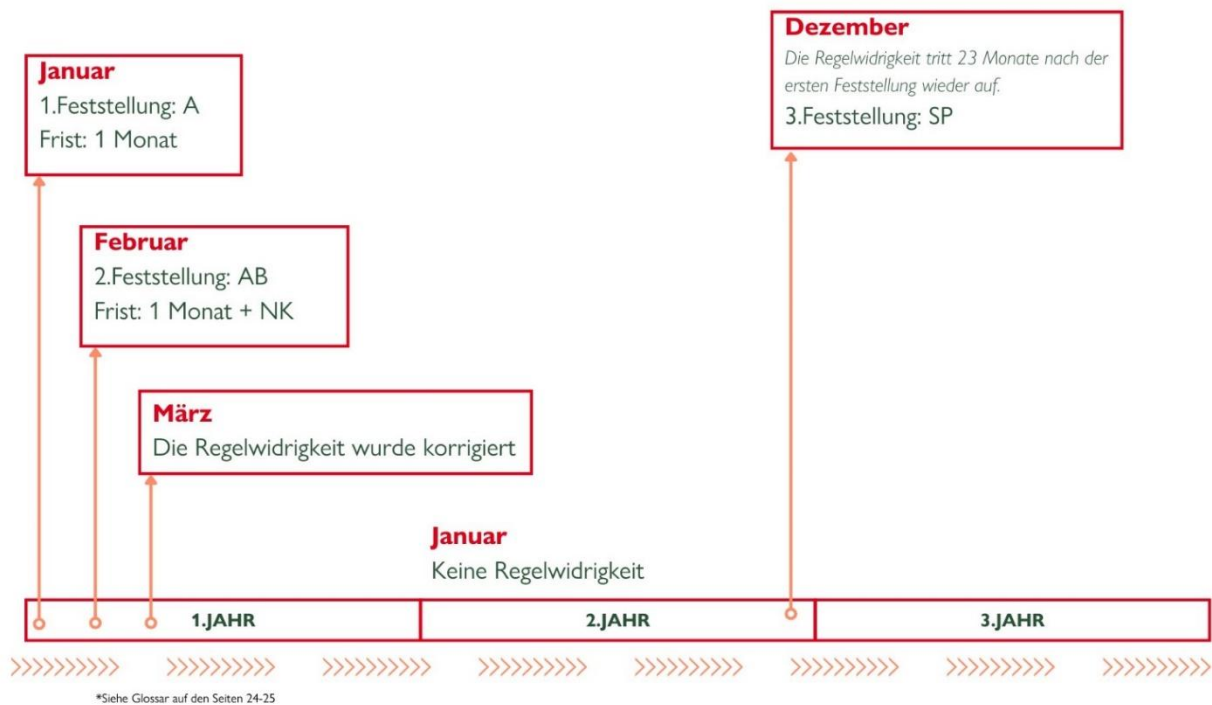 Januar
1.Feststellung: A
Frist: 1 Monat
Februar
2.Feststellung: AB
Frist: 1 Monat + NK
März
Die Regelwidrigkeit wurde korrigiert
Januar
Keine Regelwidrigkeit
Dezember
Die Regelwidrigkeit tritt 23 Monate nach der
ersten Feststellung wieder auf.
3.Feststellung: SP
1.JAHR
2.JAHR
3.JAHR
*Siehe Glossar auf den Seiten 24-25